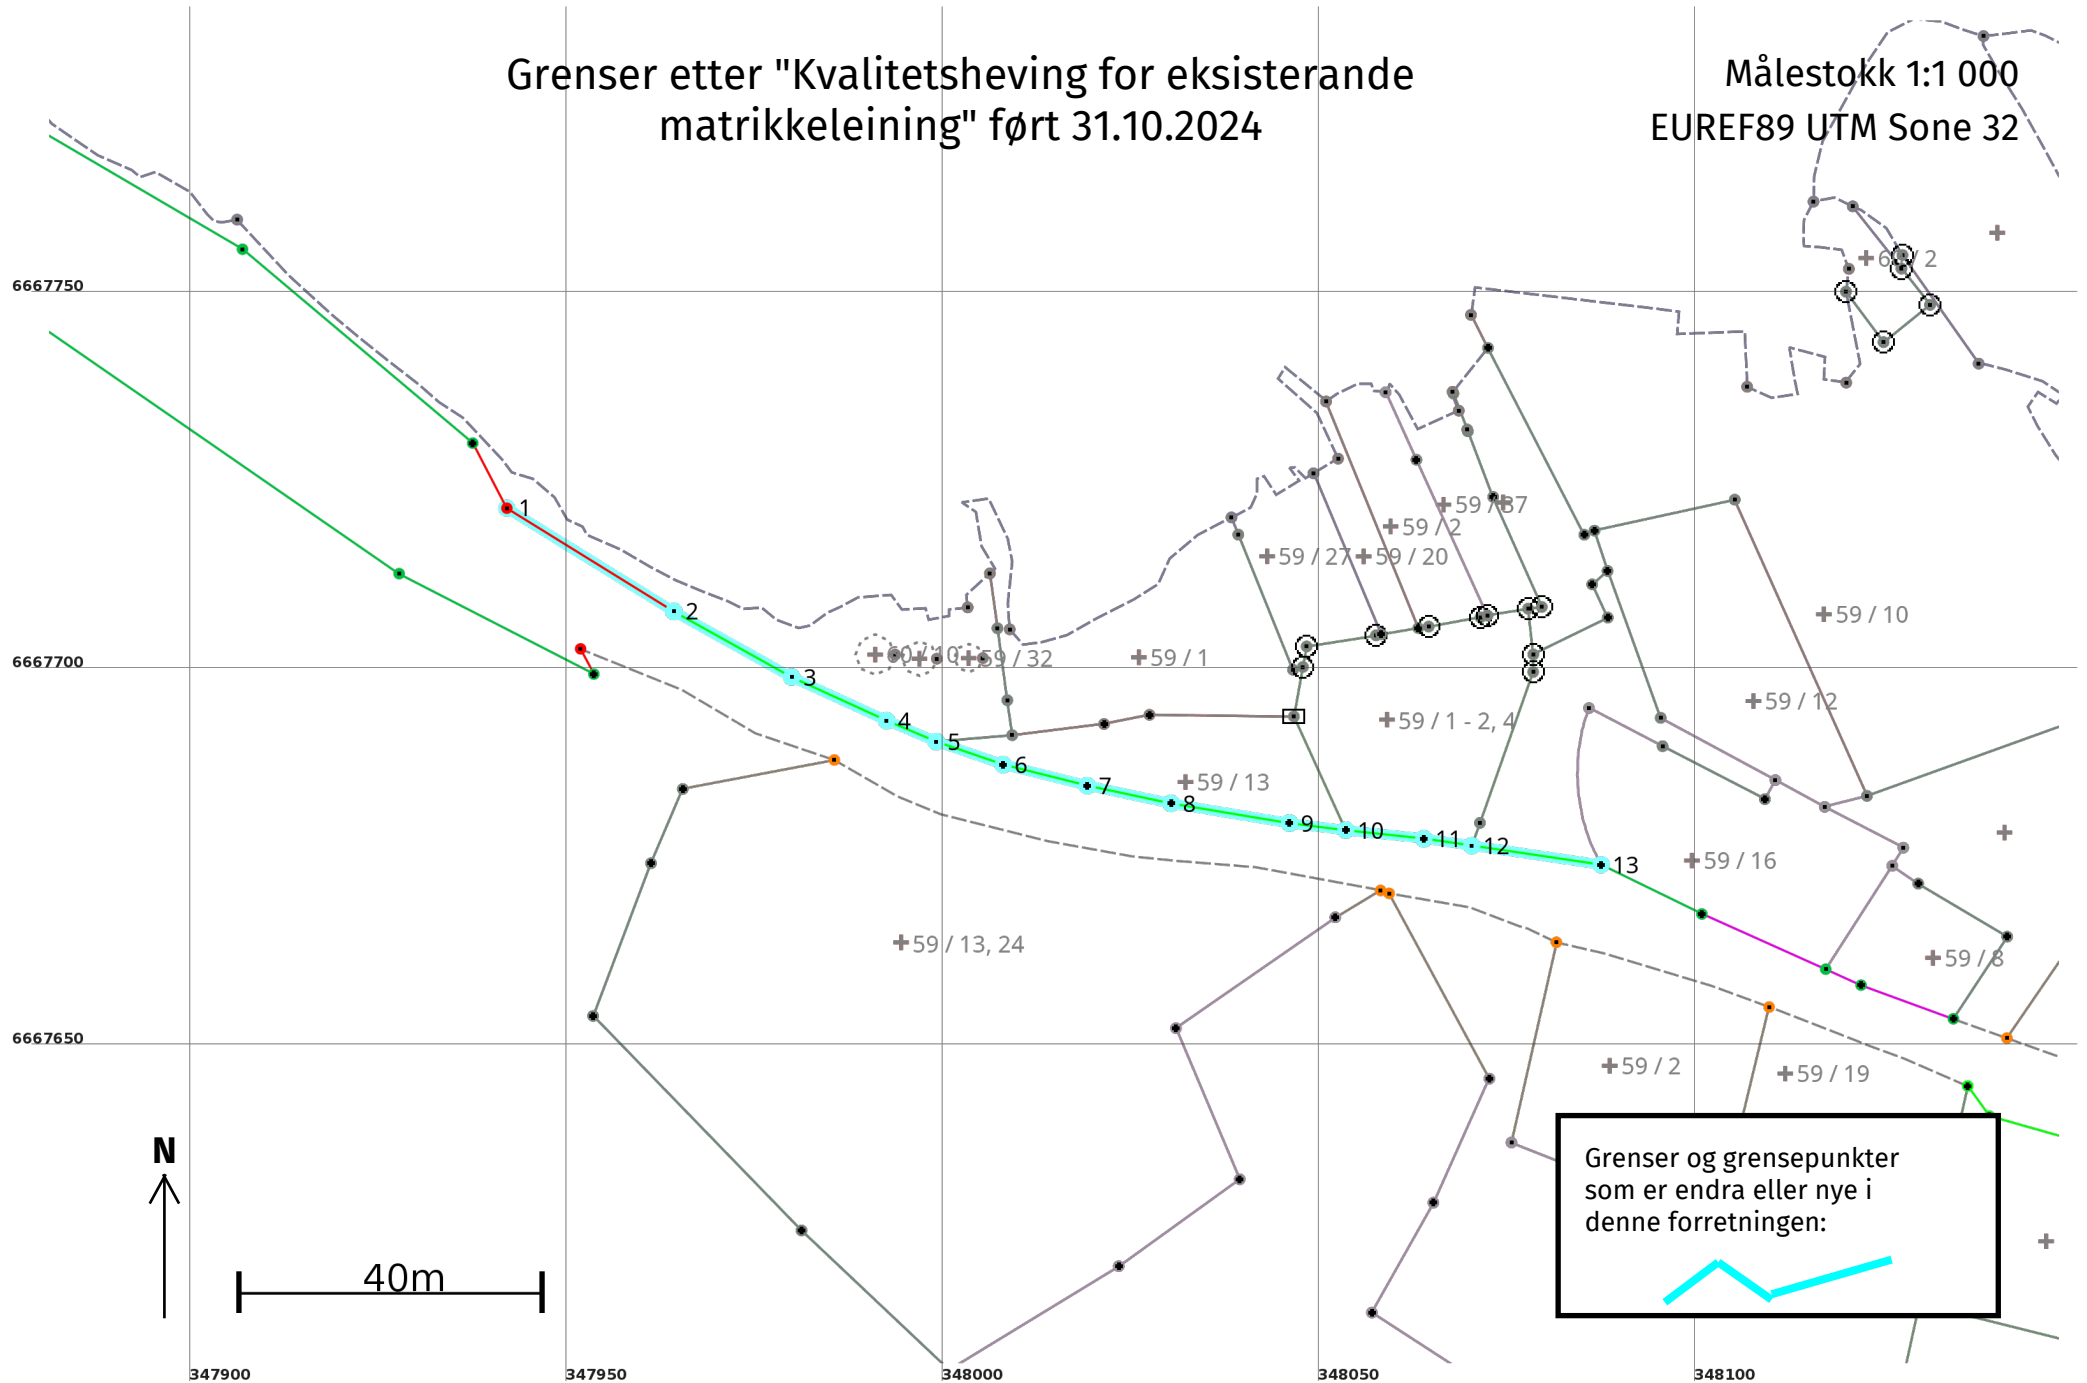 Grenser etter "Kvalitetsheving for eksisterande
matrikkeleining" ført 31.10.2024
Målestokk 1:1 000
EUREF89 UTM Sone 32
6667750
6667700
6667650
1
2
3
4
5
6
7
8
9
10
11
12
13
59 / 32
59 / 1
59 / 27
59 / 20
59 / 2
59 / 37
59 / 10
59 / 12
59 / 1 - 2, 4
59 / 13
59 / 16
59 / 8
59 / 13, 24
59 / 2
59 / 19
N
40m
Grenser og grensepunkter
som er endra eller nye i
denne forretningen:
347900
347950
348000
348050
348100